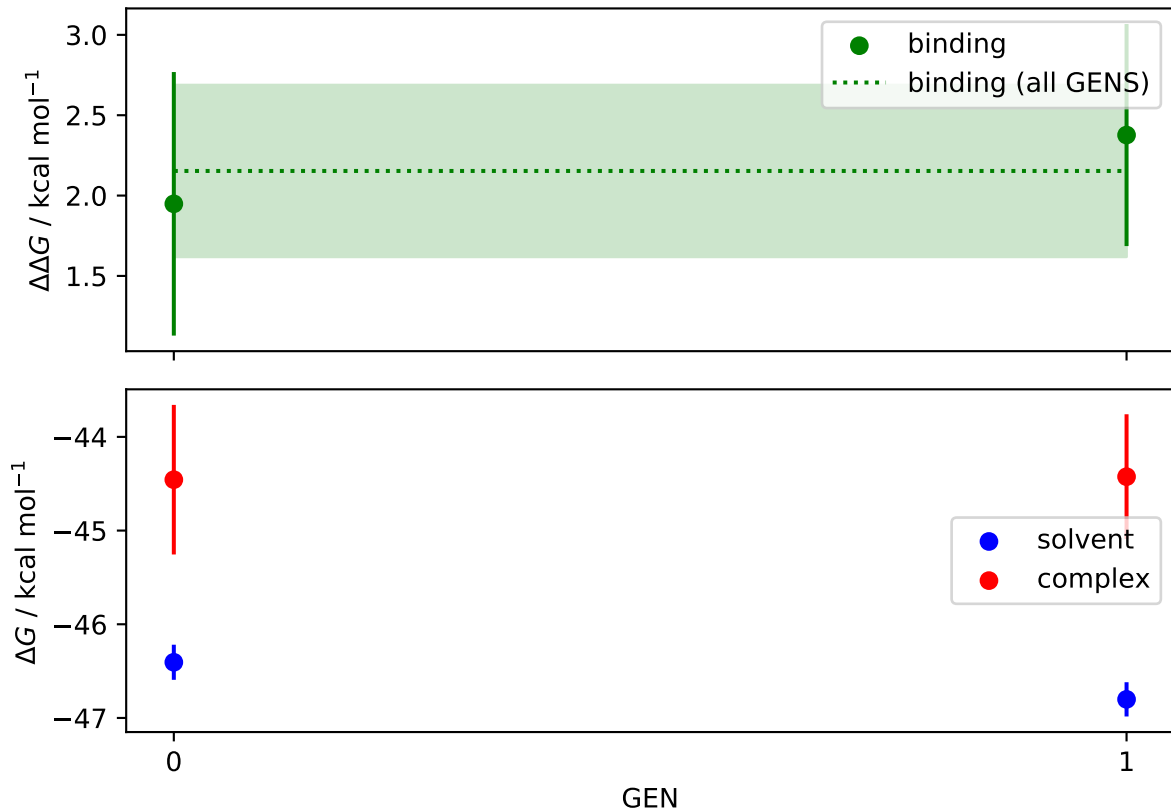 3.0
2.5
2.0
1.5
ΔΔG / kcal mol⁻¹
binding
binding (all GENS)
−44
−45
−46
−47
ΔG / kcal mol⁻¹
solvent
complex
0
1
GEN